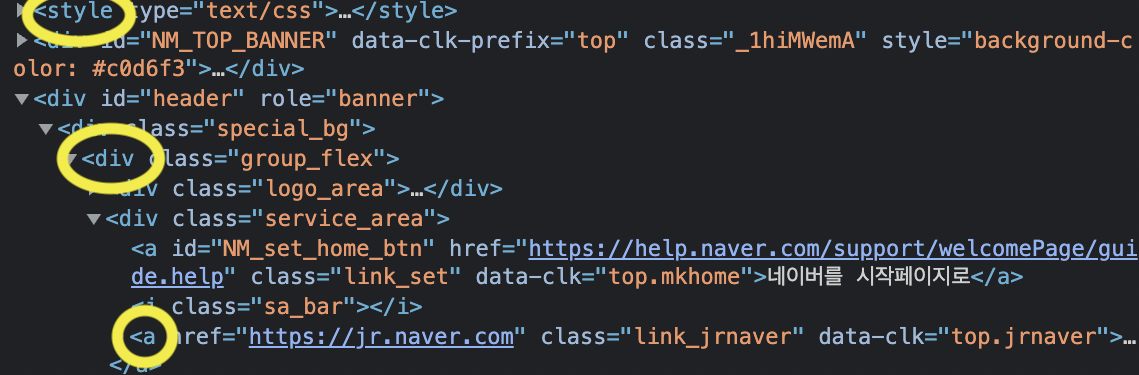 <style type="text/css">…</style>
<div id="NM_TOP_BANNER" data-clk-prefix="top" class="_1hiMWemA" style="background-c
olor: #c0d6f3">…</div>
<div id="header" role="banner">
<div class="special_bg">
<div class="group_flex">
<div class="logo_area">…</div>
<div class="service_area">
<a id="NM_set_home_btn" href="https://help.naver.com/support/welcomePage/gui
de.help" class="link_set" data-clk="top.mkhome">네이버를 시작페이지로</a>
<i class="sa_bar"></i>
<a href="https://jr.naver.com" class="link_jrnaver" data-clk="top.jrnaver">…
</a>